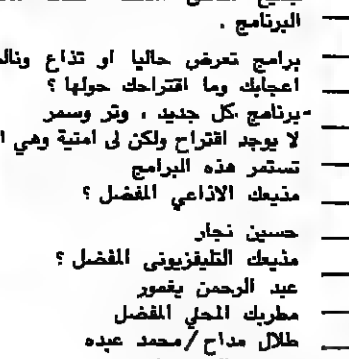 البرنامج .
برامج تعرض حاليا او تذاع ونال
اعجابك وما اقتراحك حولها ؟
-برنامج كل جديد ، وتر وسمر
لا يوجد اقتراح ولكن لى امنية وهي ا
تستمر هذه البرامج
مذيعك الاذاعي المفضل ؟
حسين نجار
مذيعك التليفزيونى المفضل ؟
عبد الرحمن يغمور
مطربك المحلي المفضل
طلال مداح/محمد عبده